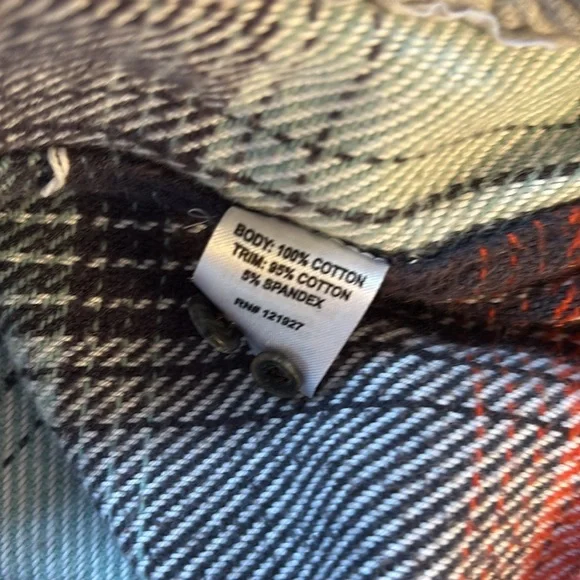 BODY: 100% COTTON
TRIM: 95% COTTON
5% SPANDEX
RN# 121927